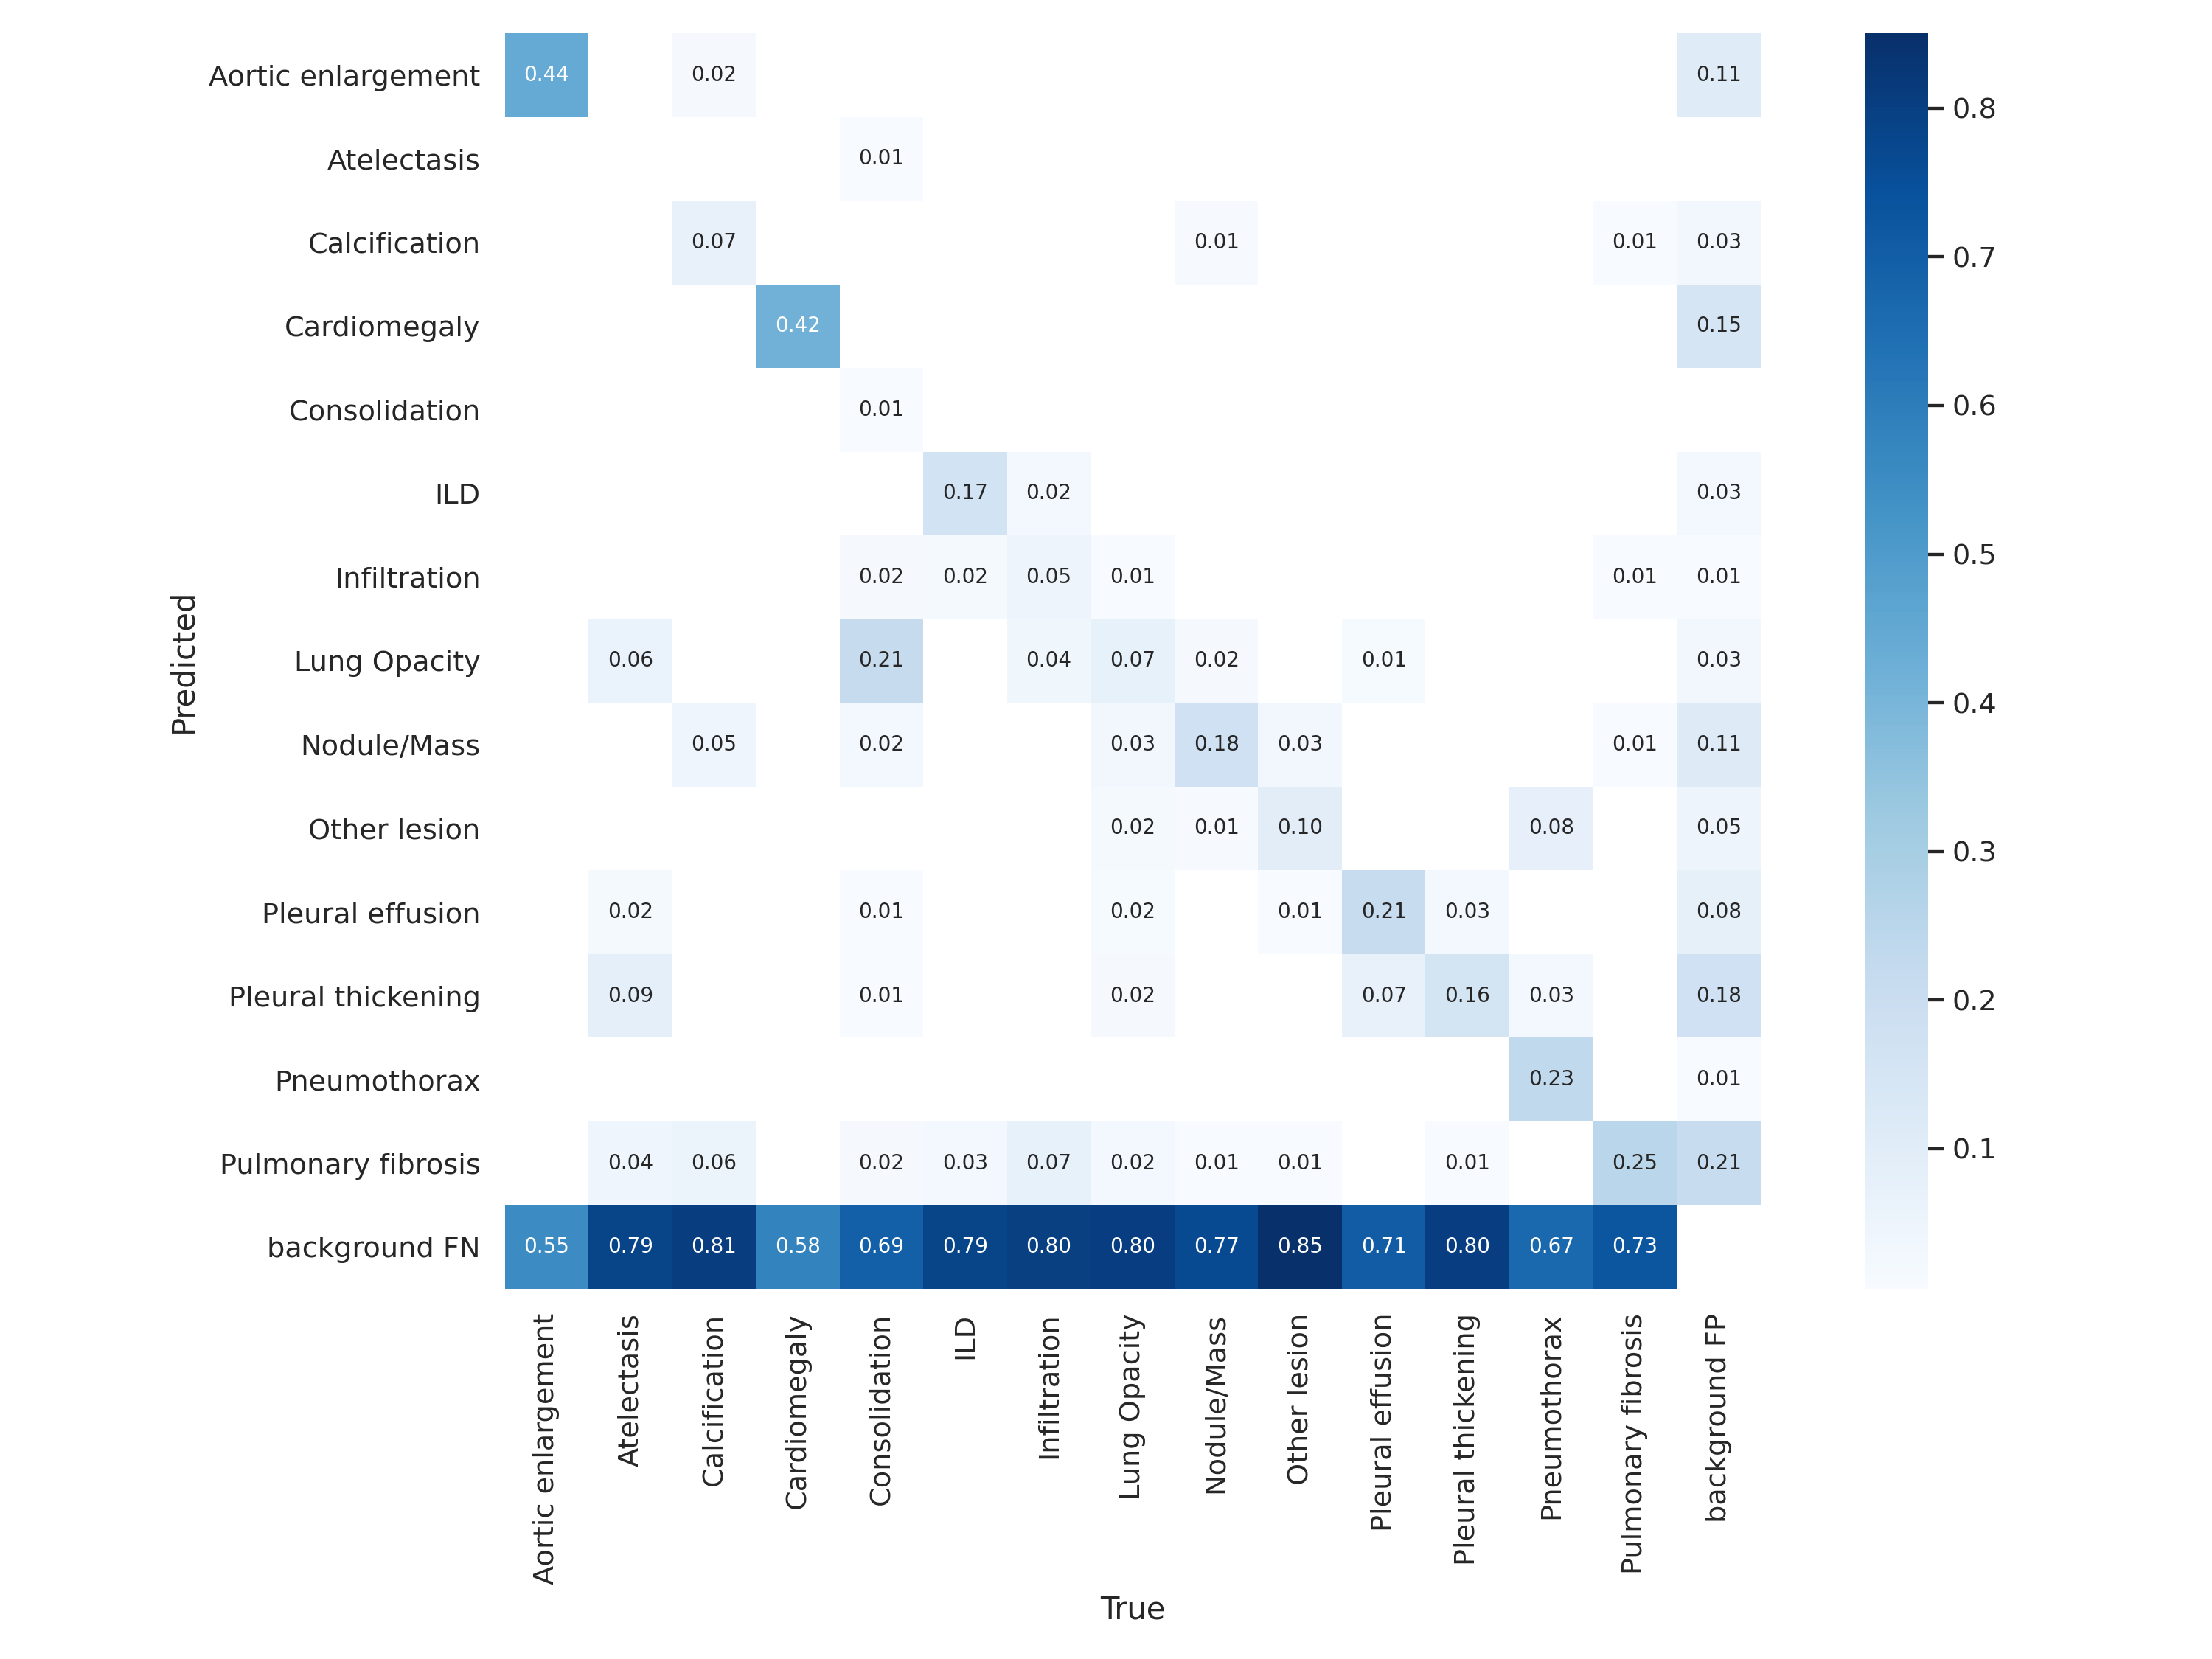 Aortic enlargement 0.44 0.02 0.11
Atelectasis 0.01
Calcification 0.07 0.01 0.01 0.03
Cardiomegaly 0.42 0.15
Consolidation 0.01
ILD 0.17 0.02 0.03
Infiltration 0.02 0.02 0.05 0.01 0.01 0.01
Lung Opacity 0.06 0.21 0.04 0.07 0.02 0.01 0.03
Nodule/Mass 0.05 0.02 0.03 0.18 0.03 0.01 0.11
Other lesion 0.02 0.01 0.10 0.08 0.05
Pleural effusion 0.02 0.01 0.02 0.01 0.21 0.03 0.08
Pleural thickening 0.09 0.01 0.02 0.07 0.16 0.03 0.18
Pneumothorax 0.23 0.01
Pulmonary fibrosis 0.04 0.06 0.02 0.03 0.07 0.02 0.01 0.01 0.01 0.25 0.21
background FN 0.55 0.79 0.81 0.58 0.69 0.79 0.80 0.80 0.77 0.85 0.71 0.80 0.67 0.73
Predicted
Aortic enlargement
Atelectasis
Calcification
Cardiomegaly
Consolidation
ILD
Infiltration
Lung Opacity
Nodule/Mass
Other lesion
Pleural effusion
Pleural thickening
Pneumothorax
Pulmonary fibrosis
background FP
True
0.8
0.7
0.6
0.5
0.4
0.3
0.2
0.1